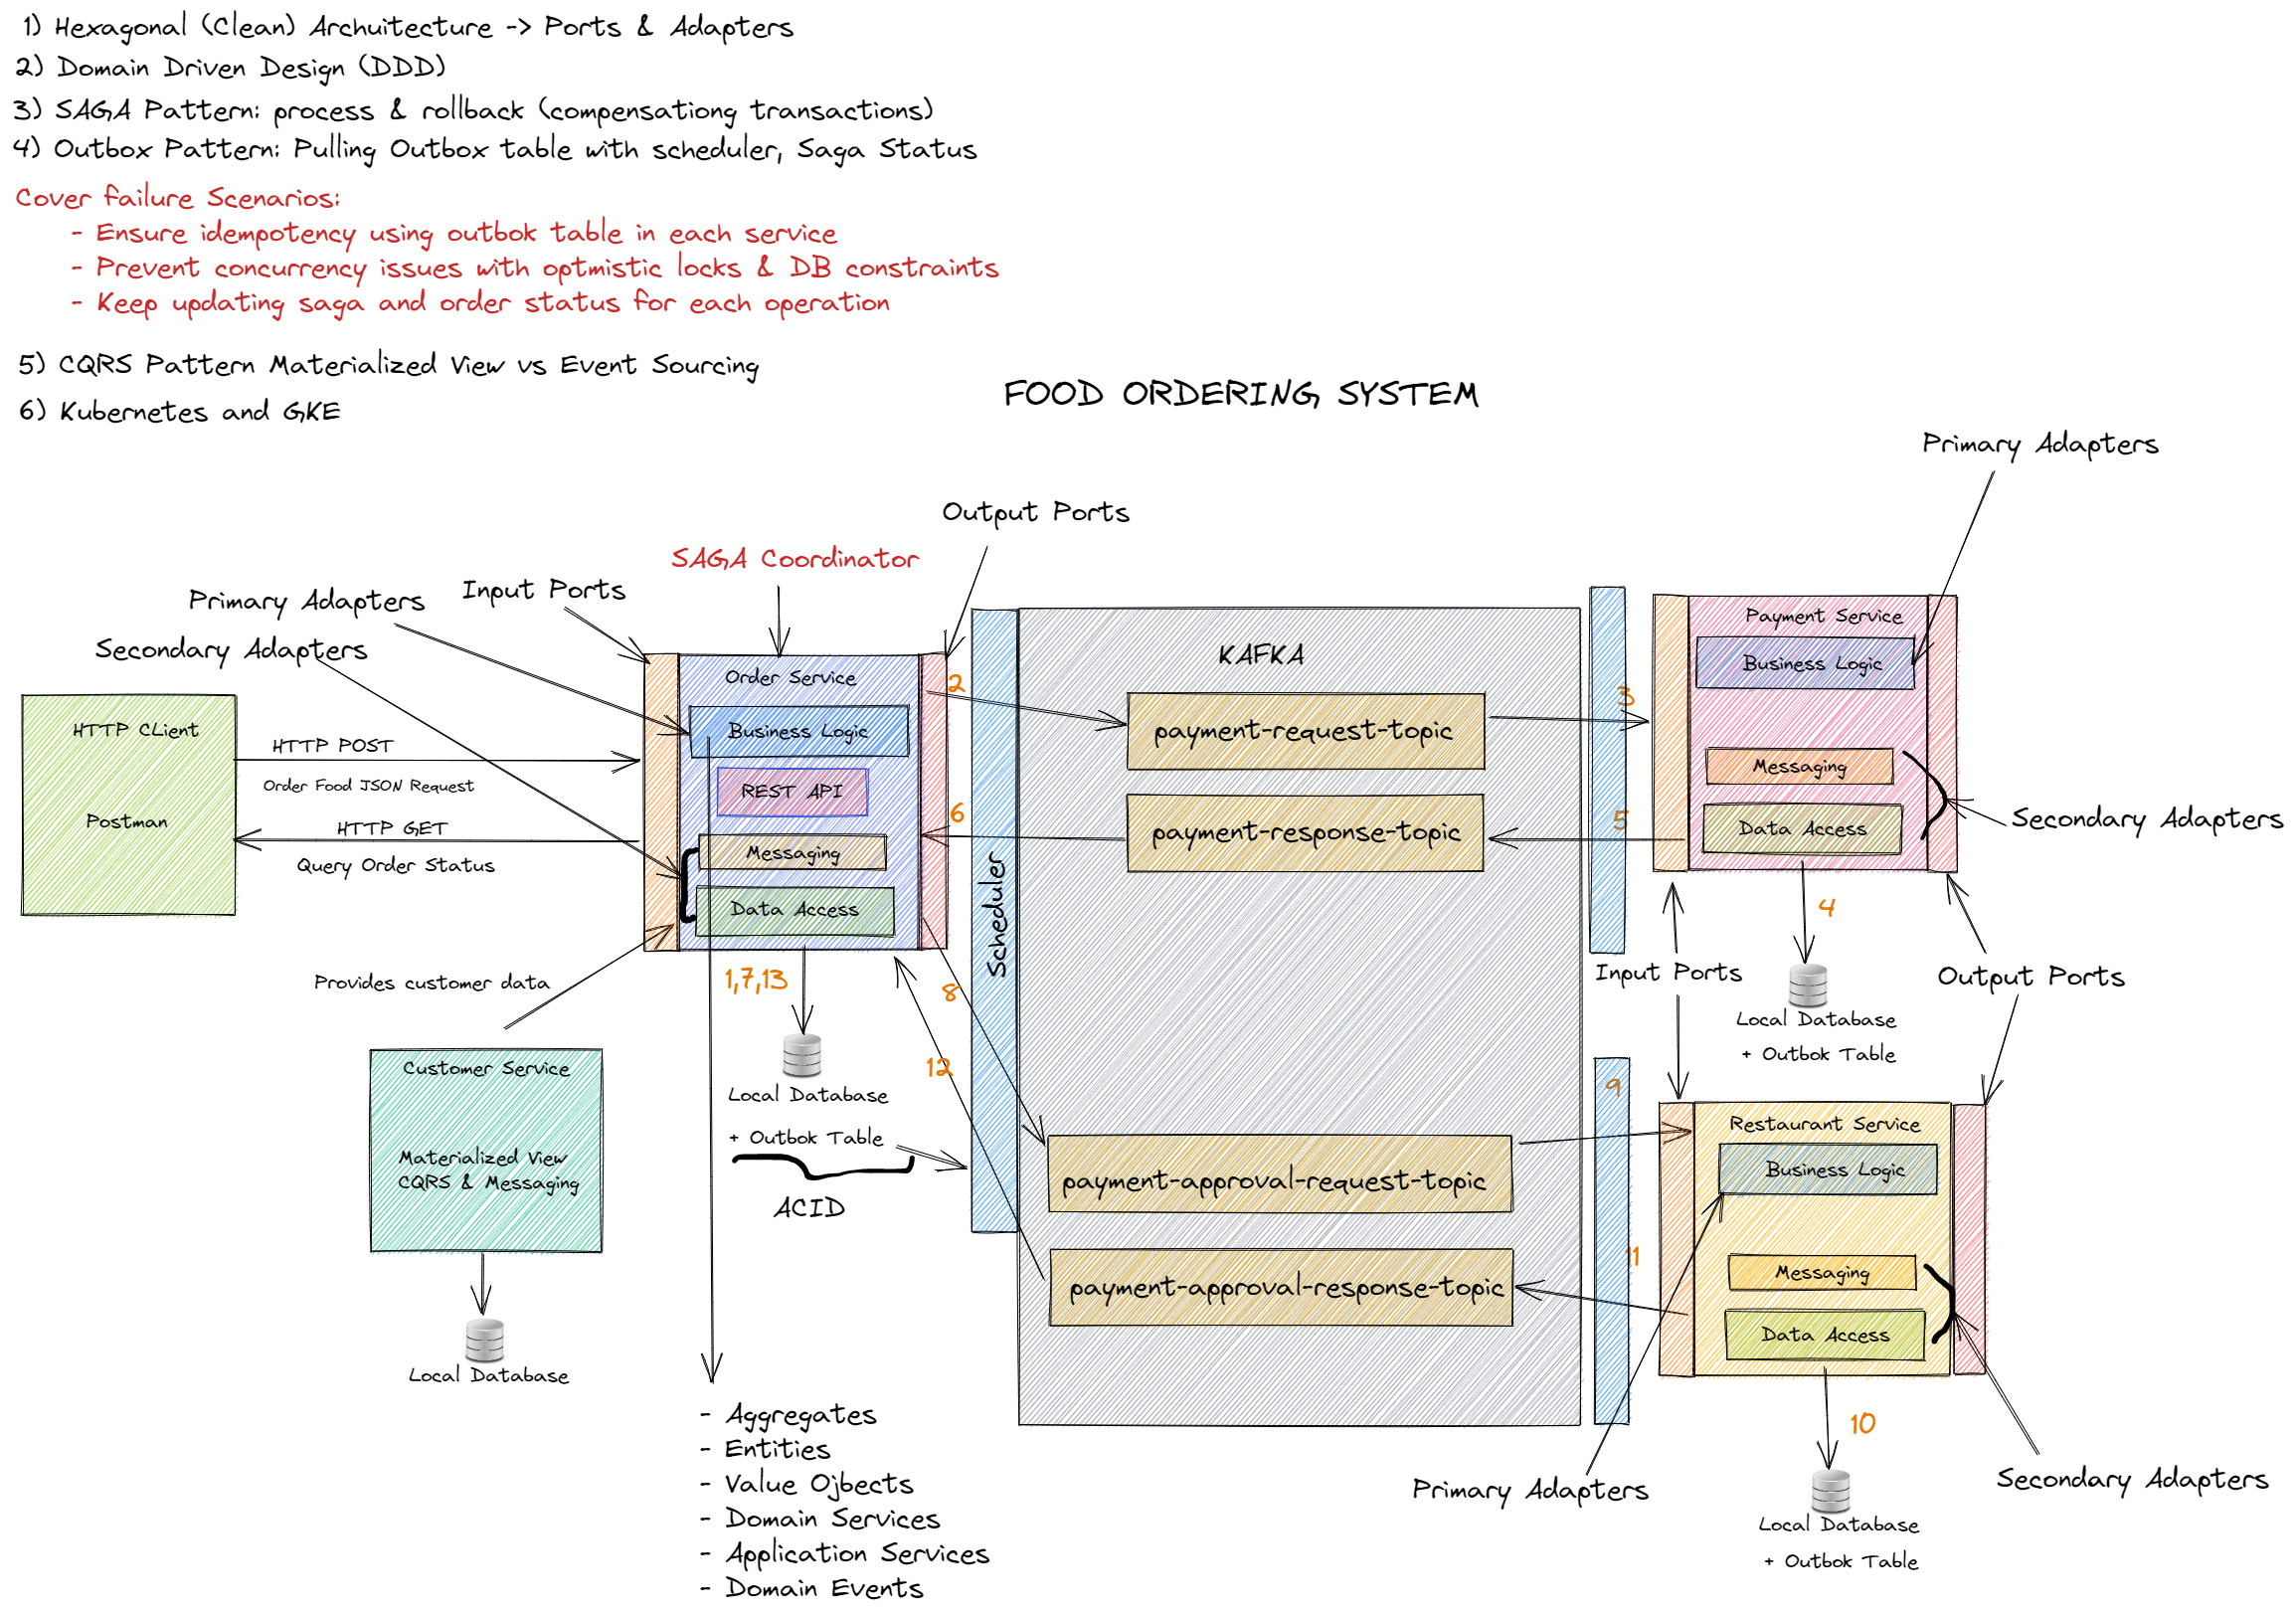 1) Hexagonal (Clean) Archuitecture -> Ports & Adapters
2) Domain Driven Design (DDD)
3) SAGA Pattern: process & rollback (compensationg transactions)
4) Outbox Pattern: Pulling Outbox table with scheduler, Saga Status
Cover failure Scenarios:
- Ensure idempotency using outbok table in each service
- Prevent concurrency issues with optmistic locks & DB constraints
- Keep updating saga and order status for each operation
5) CQRS Pattern Materialized View vs Event Sourcing
6) Kubernetes and GKE
FOOD ORDERING SYSTEM
Primary Adapters
Output Ports
SAGA Coordinator
Input Ports
Primary Adapters
Secondary Adapters
HTTP CLient
Postman
HTTP POST
Order Food JSON Request
HTTP GET
Query Order Status
Order Service
Business Logic
REST API
Messaging
Data Access
Provides customer data
Customer Service
Materialized View
CQRS & Messaging
Local Database
1,7,13
Local Database
+ Outbok Table
ACID
- Aggregates
- Entities
- Value Ojbects
- Domain Services
- Application Services
- Domain Events
2
6
8
12
Scheduler
KAFKA
payment-request-topic
payment-response-topic
payment-approval-request-topic
payment-approval-response-topic
3
5
9
11
Payment Service
Business Logic
Messaging
Data Access
Secondary Adapters
4
Input Ports
Output Ports
Local Database
+ Outbok Table
Restaurant Service
Business Logic
Messaging
Data Access
10
Primary Adapters
Secondary Adapters
Local Database
+ Outbok Table